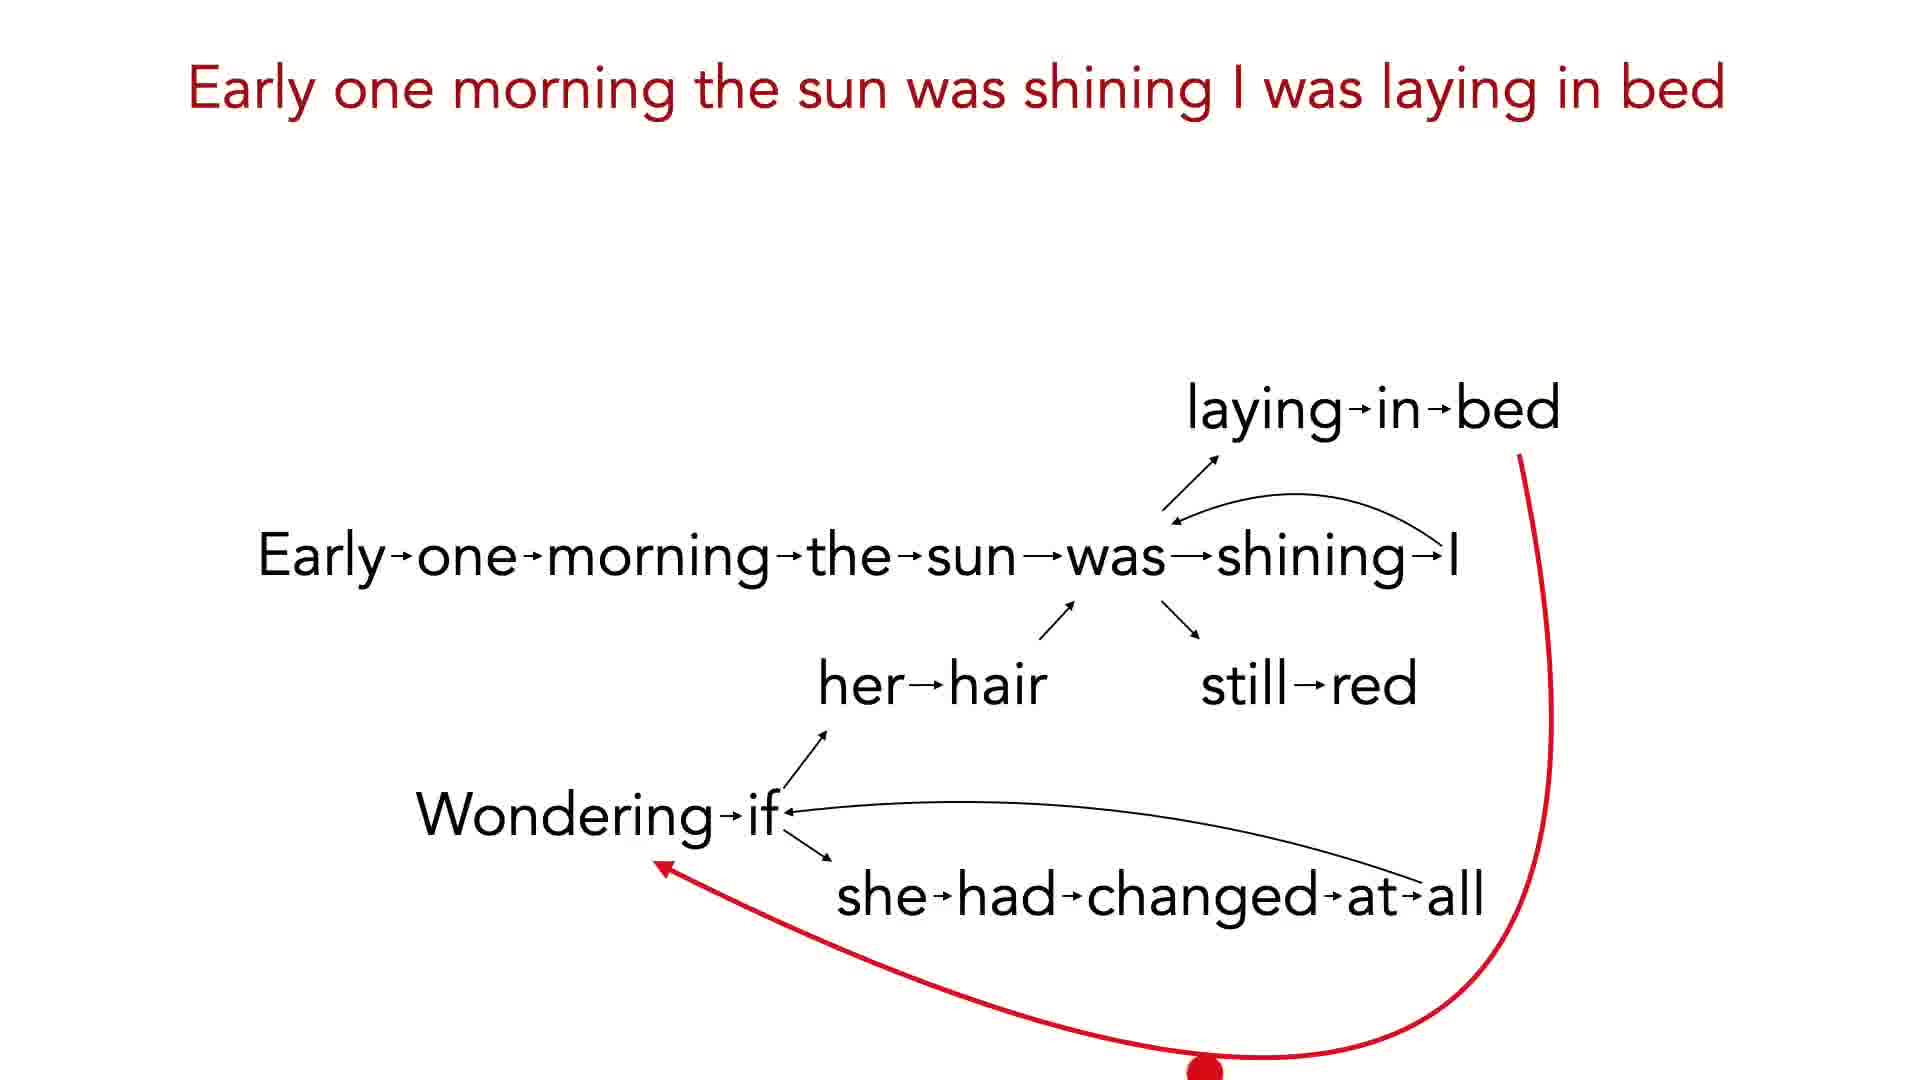 Early one morning the sun was shining I was laying in bed
laying in bed
Early one morning the sun was shining I
her hair still red
Wondering if
she had changed at all